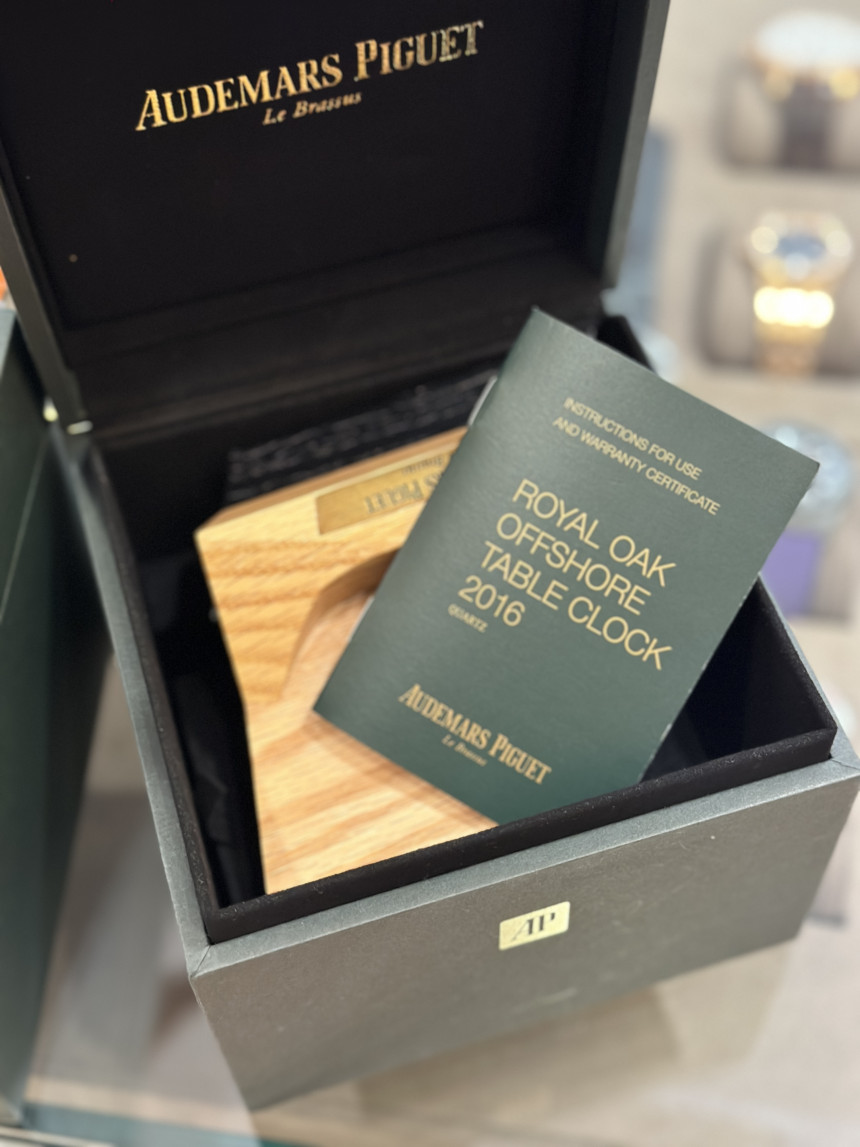 AUDEMARS PIGUET
Le Brassus
INSTRUCTIONS FOR USE
AND WARRANTY CERTIFICATE
ROYAL OAK
OFFSHORE
TABLE CLOCK
2016
QUARTZ
AUDEMARS PIGUET
Le Brassus
AP